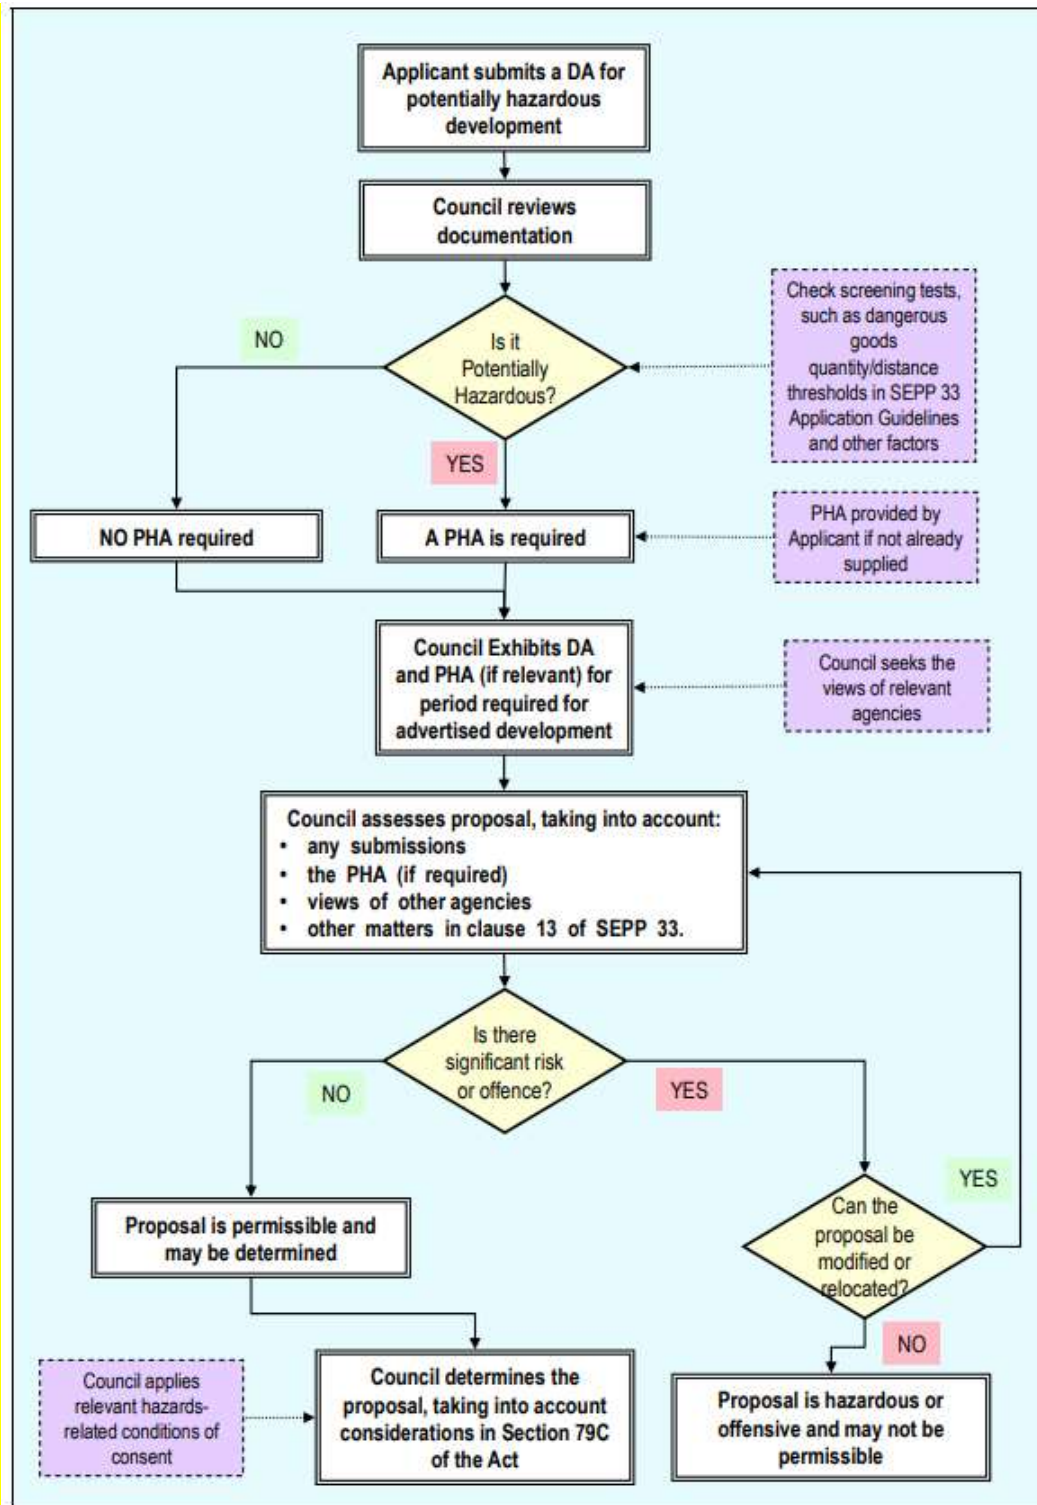 Applicant submits a DA for
potentially hazardous
development
Council reviews
documentation
Check screening tests,
such as dangerous
goods
quantity/distance
thresholds in SEPP 33
Application Guidelines
and other factors
NO
Is it
Potentially
Hazardous?
YES
NO PHA required
A PHA is required
PHA provided by
Applicant if not already
supplied
Council Exhibits DA
and PHA (if relevant) for
period required for
advertised development
Council seeks the
views of relevant
agencies
Council assesses proposal, taking into account:
• any submissions
• the PHA (if required)
• views of other agencies
• other matters in clause 13 of SEPP 33.
Is there
significant risk
or offence?
NO
YES
YES
Proposal is permissible and
may be determined
Can the
proposal be
modified or
relocated?
NO
Council applies
relevant hazards-
related conditions of
consent
Council determines the
proposal, taking into account
considerations in Section 79C
of the Act
Proposal is hazardous or
offensive and may not be
permissible